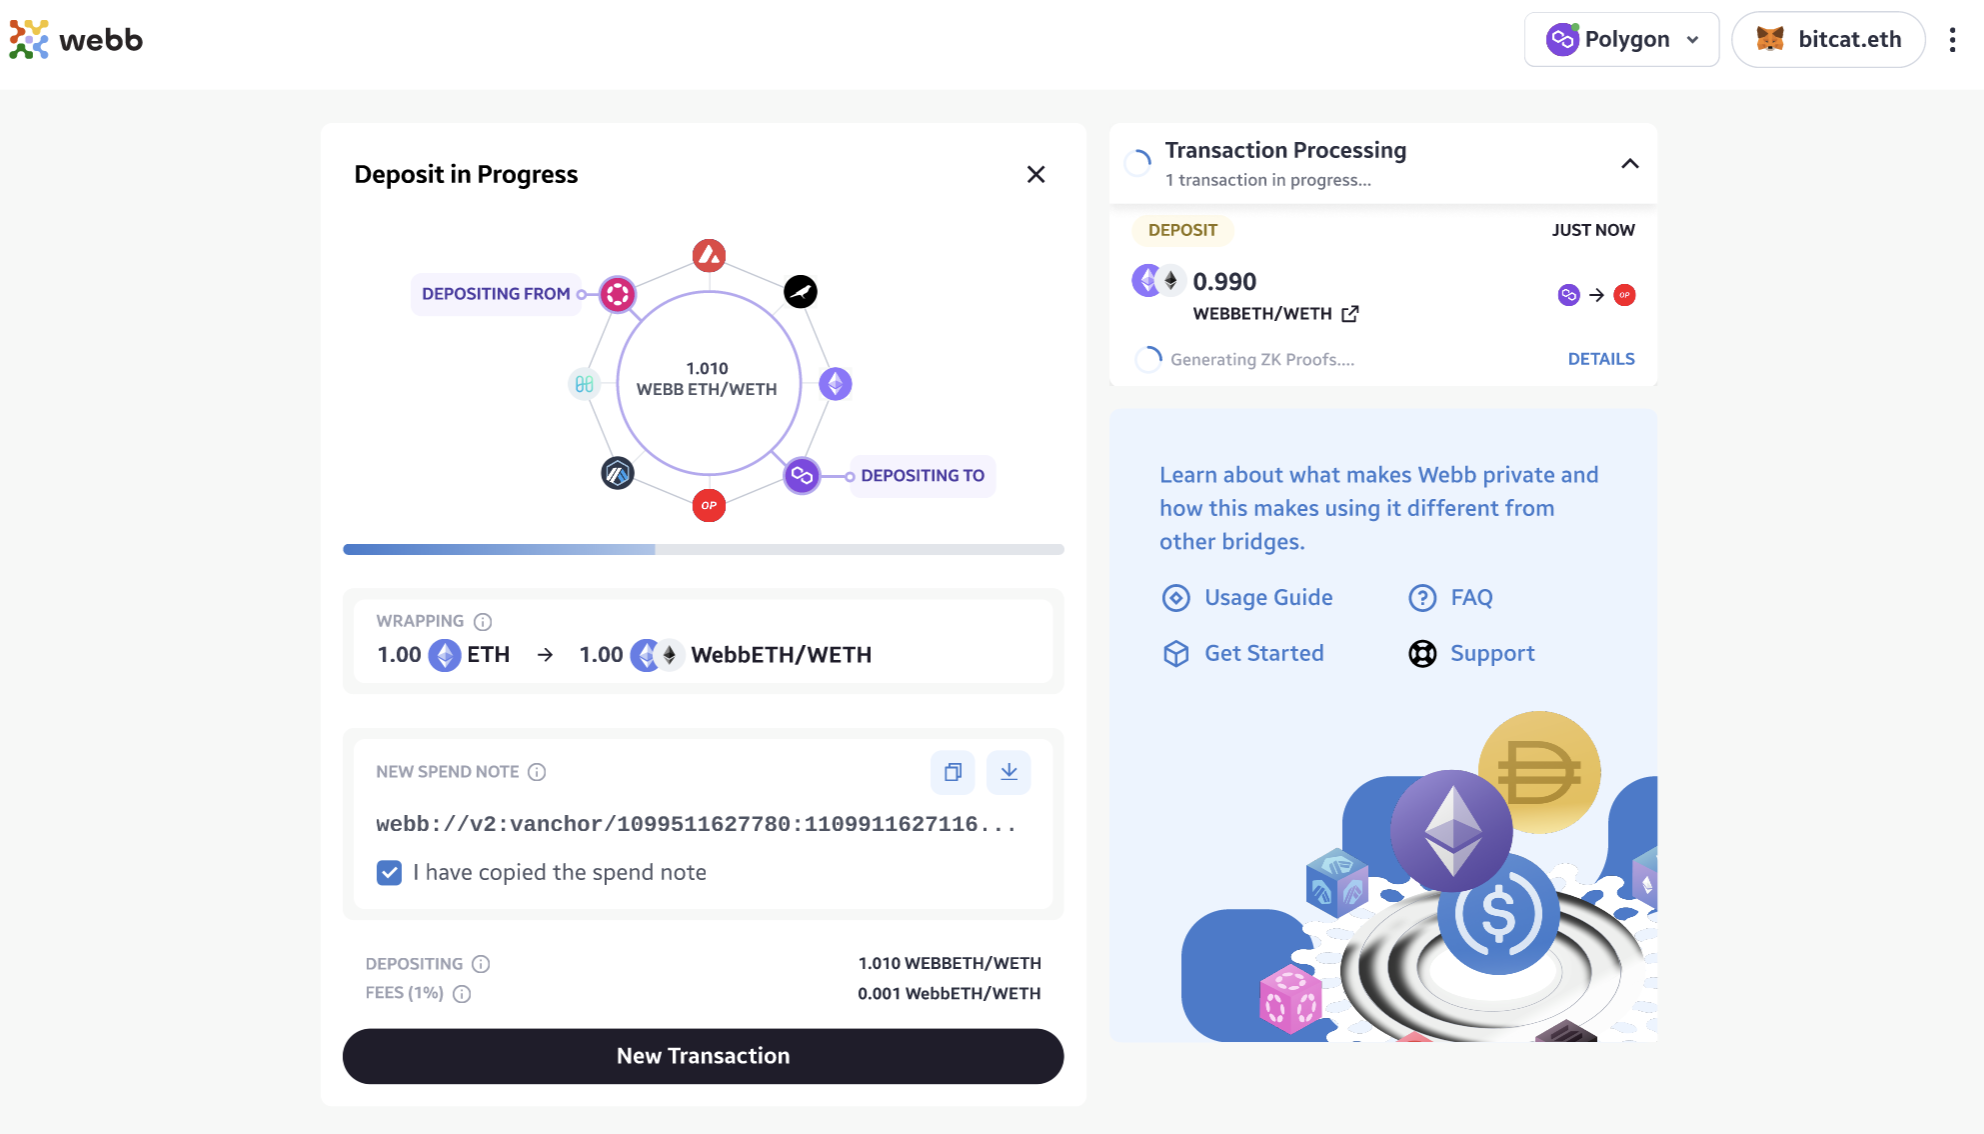 webb
Polygon
bitcat.eth
Deposit in Progress
DEPOSITING FROM
1.010
WEBB ETH/WETH
DEPOSITING TO
OP
WRAPPING
1.00 ETH → 1.00 WebbETH/WETH
NEW SPEND NOTE
webb://v2:vanchor/1099511627780:1109911627116...
I have copied the spend note
DEPOSITING 1.010 WEBBETH/WETH
FEES (1%) 0.001 WebbETH/WETH
New Transaction
Transaction Processing
1 transaction in progress...
DEPOSIT JUST NOW
0.990
WEBBETH/WETH
→ OP
Generating ZK Proofs.... DETAILS
Learn about what makes Webb private and
how this makes using it different from
other bridges.
Usage Guide
FAQ
Get Started
Support